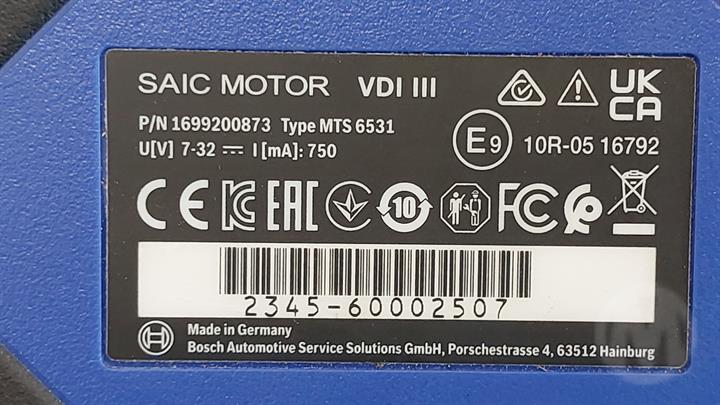 SAIC MOTOR VDI III
UK
CA
P/N 1699200873 Type MTS 6531
U[V] 7-32 ⎓ I [mA]: 750
E9 10R-05 16792
CE KC EAC 10 FC
2345-60002507
Made in Germany
Bosch Automotive Service Solutions GmbH, Porschestrasse 4, 63512 Hainburg